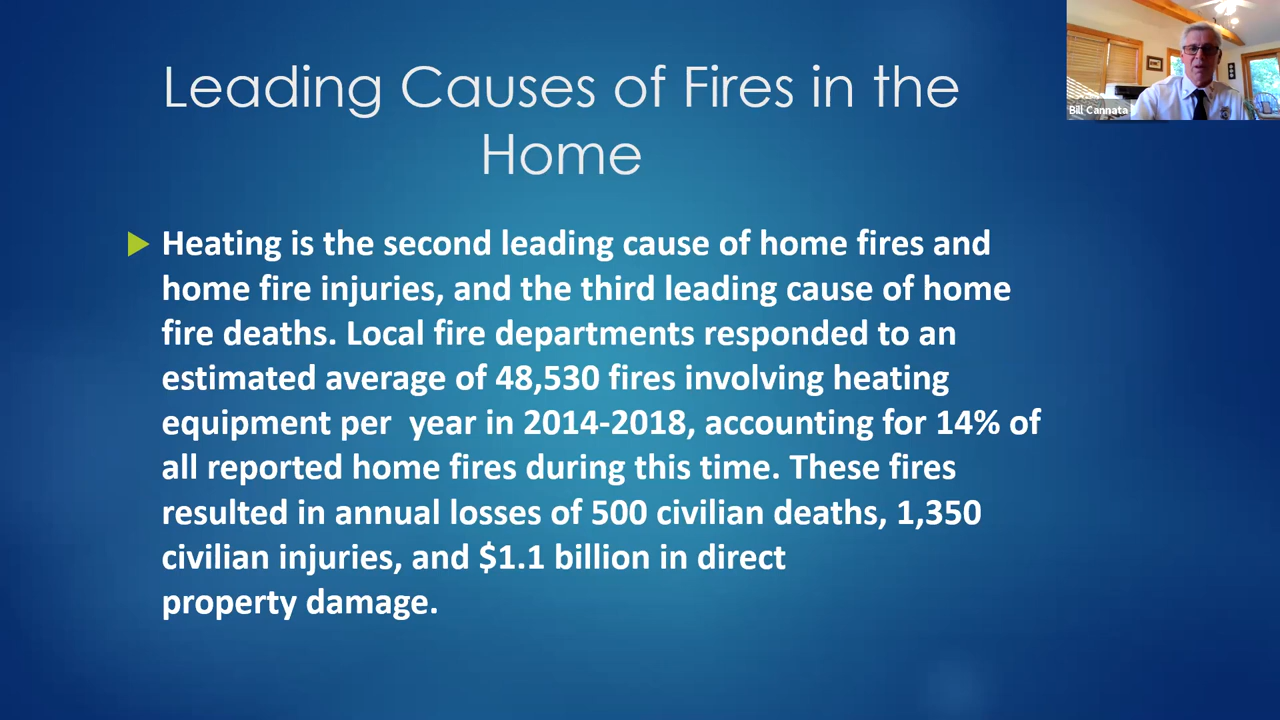 Leading Causes of Fires in the
Home
Bill Cannata
Heating is the second leading cause of home fires and
home fire injuries, and the third leading cause of home
fire deaths. Local fire departments responded to an
estimated average of 48,530 fires involving heating
equipment per  year in 2014-2018, accounting for 14% of
all reported home fires during this time. These fires
resulted in annual losses of 500 civilian deaths, 1,350
civilian injuries, and $1.1 billion in direct
property damage.